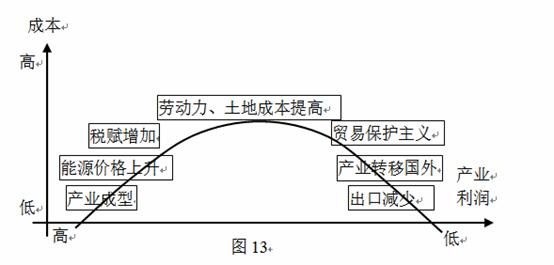 成本
高
劳动力、土地成本提高
税赋增加
贸易保护主义
能源价格上升
产业转移国外
产业
利润
产业成型
出口减少
低
高
低
图 13